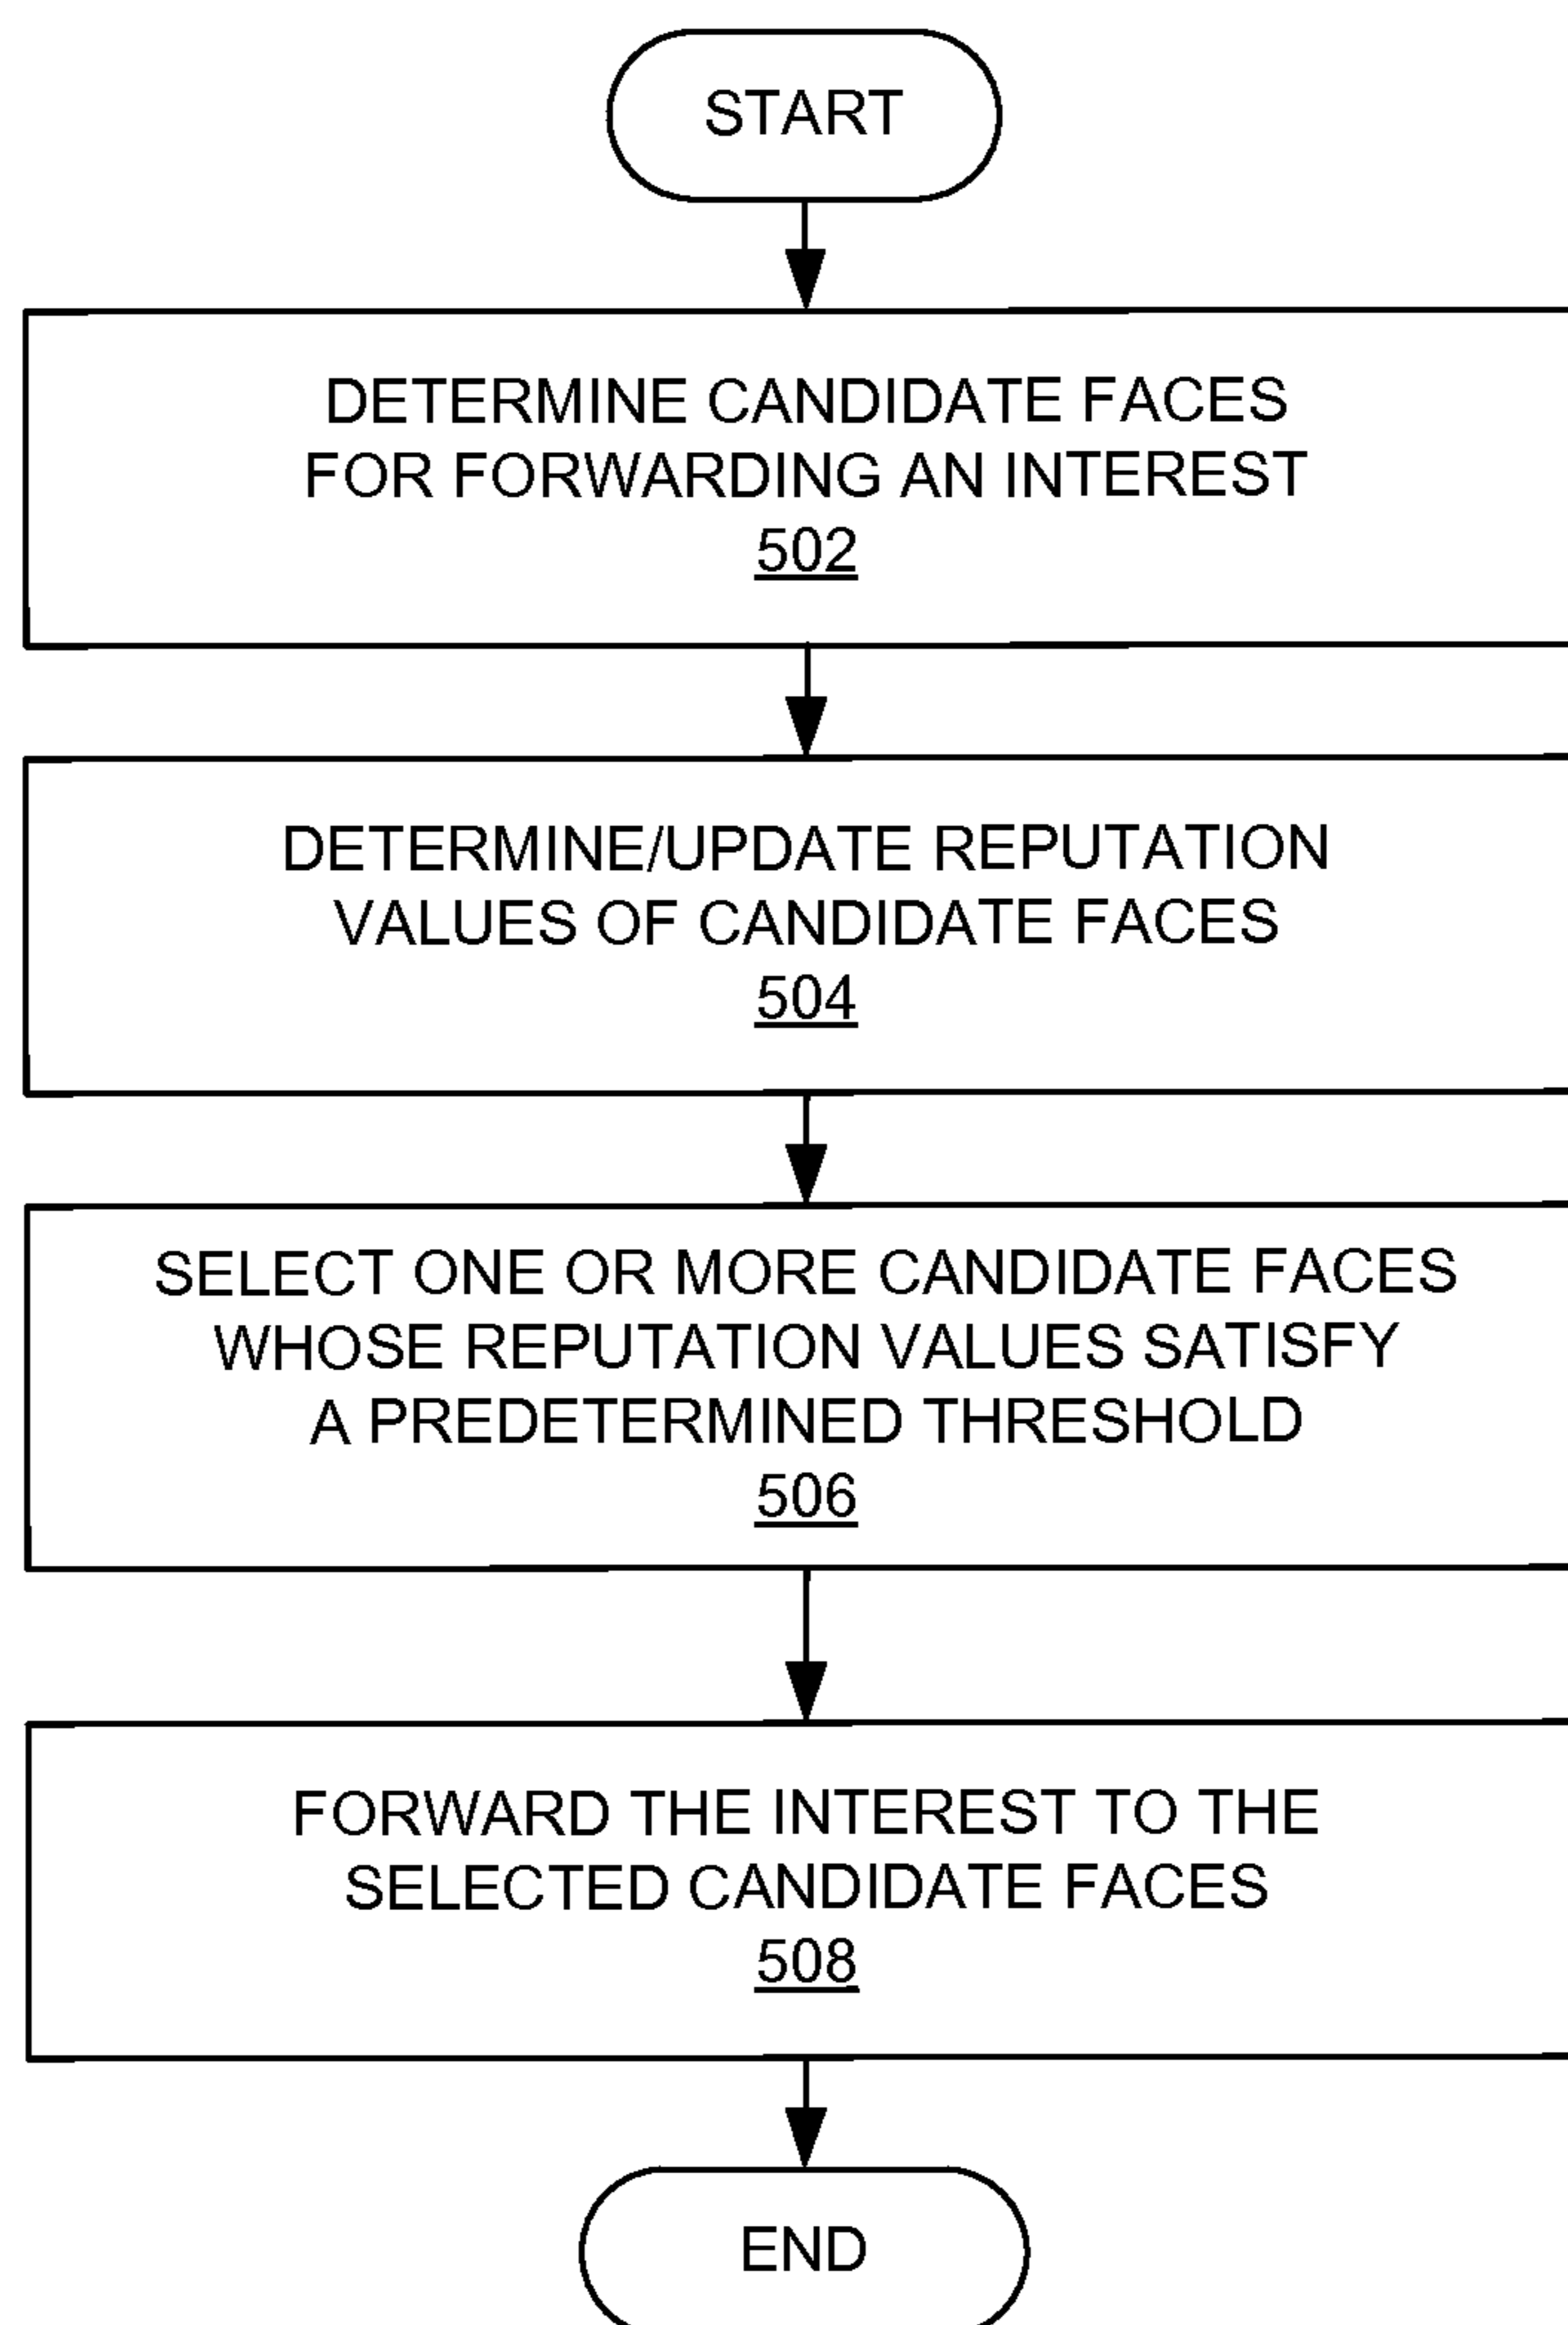 START
DETERMINE CANDIDATE FACES
FOR FORWARDING AN INTEREST
502
DETERMINE/UPDATE REPUTATION
VALUES OF CANDIDATE FACES
504
SELECT ONE OR MORE CANDIDATE FACES
WHOSE REPUTATION VALUES SATISFY
A PREDETERMINED THRESHOLD
506
FORWARD THE INTEREST TO THE
SELECTED CANDIDATE FACES
508
END